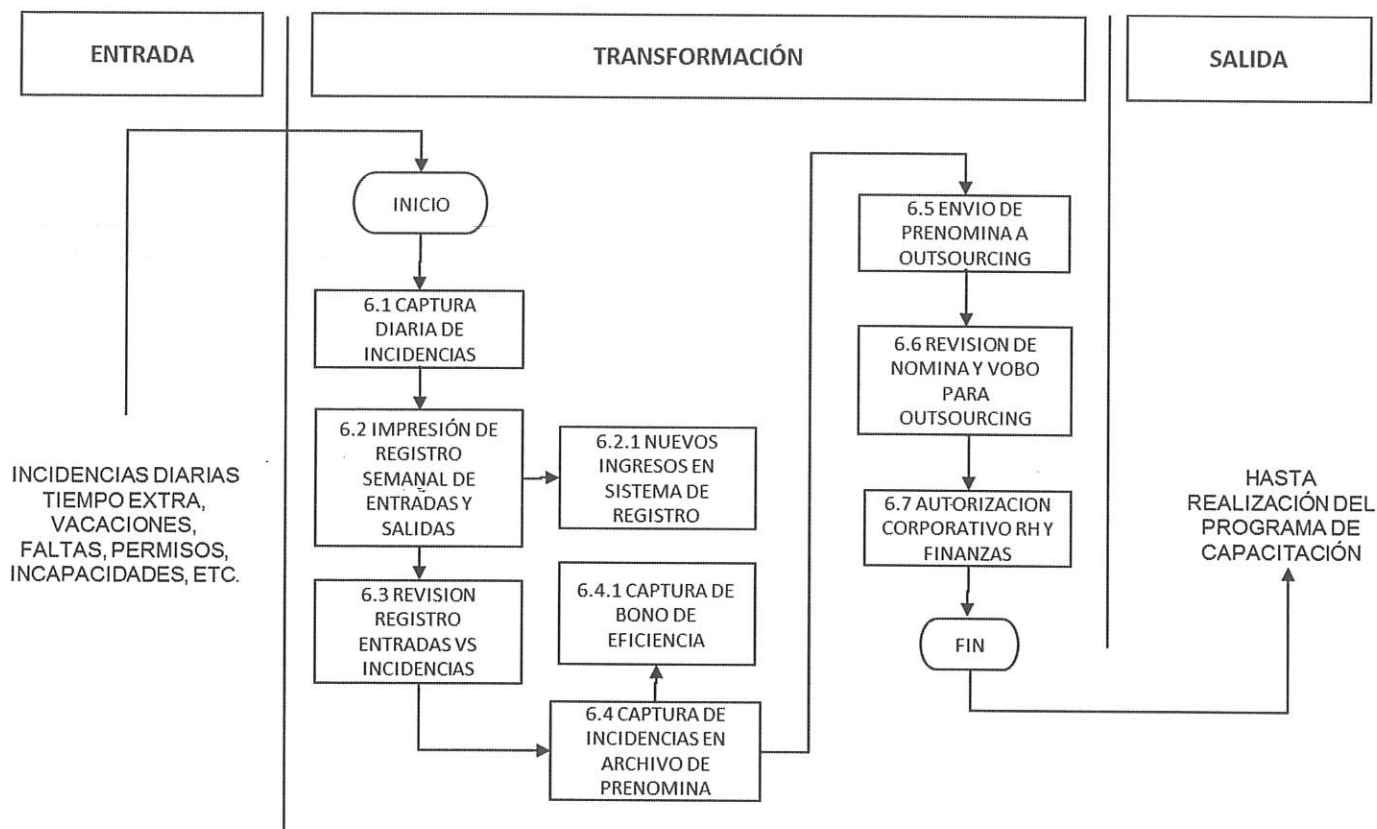 ENTRADA
TRANSFORMACIÓN
SALIDA
INICIO
6.1 CAPTURA
DIARIA DE
INCIDENCIAS
6.2 IMPRESIÓN DE
REGISTRO
SEMANAL DE
ENTRADAS Y
SALIDAS
6.2.1 NUEVOS
INGRESOS EN
SISTEMA DE
REGISTRO
6.3 REVISION
REGISTRO
ENTRADAS VS
INCIDENCIAS
6.4.1 CAPTURA DE
BONO DE
EFICIENCIA
6.4 CAPTURA DE
INCIDENCIAS EN
ARCHIVO DE
PRENOMINA
6.5 ENVIO DE
PRENOMINA A
OUTSOURCING
6.6 REVISION DE
NOMINA Y VOBO
PARA
OUTSOURCING
6.7 AUTORIZACION
CORPORATIVO RH Y
FINANZAS
FIN
INCIDENCIAS DIARIAS
TIEMPO EXTRA,
VACACIONES,
FALTAS, PERMISOS,
INCAPACIDADES, ETC.
HASTA
REALIZACIÓN DEL
PROGRAMA DE
CAPACITACIÓN